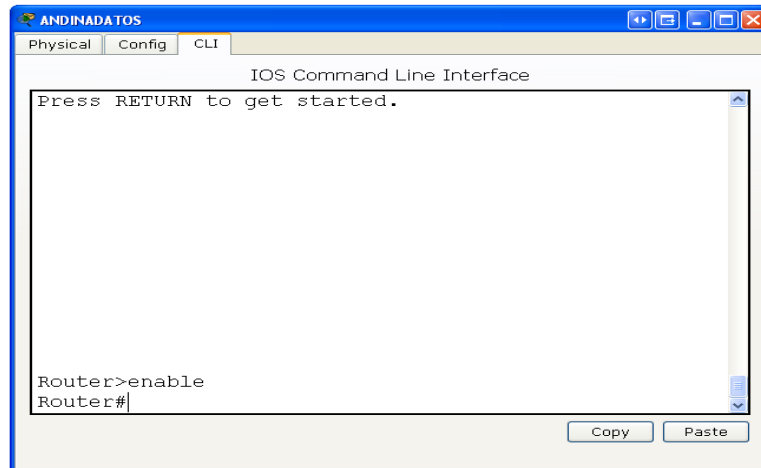 ANDINADATOS
Physical Config CLI
IOS Command Line Interface
Press RETURN to get started.
Router>enable
Router#
Copy Paste